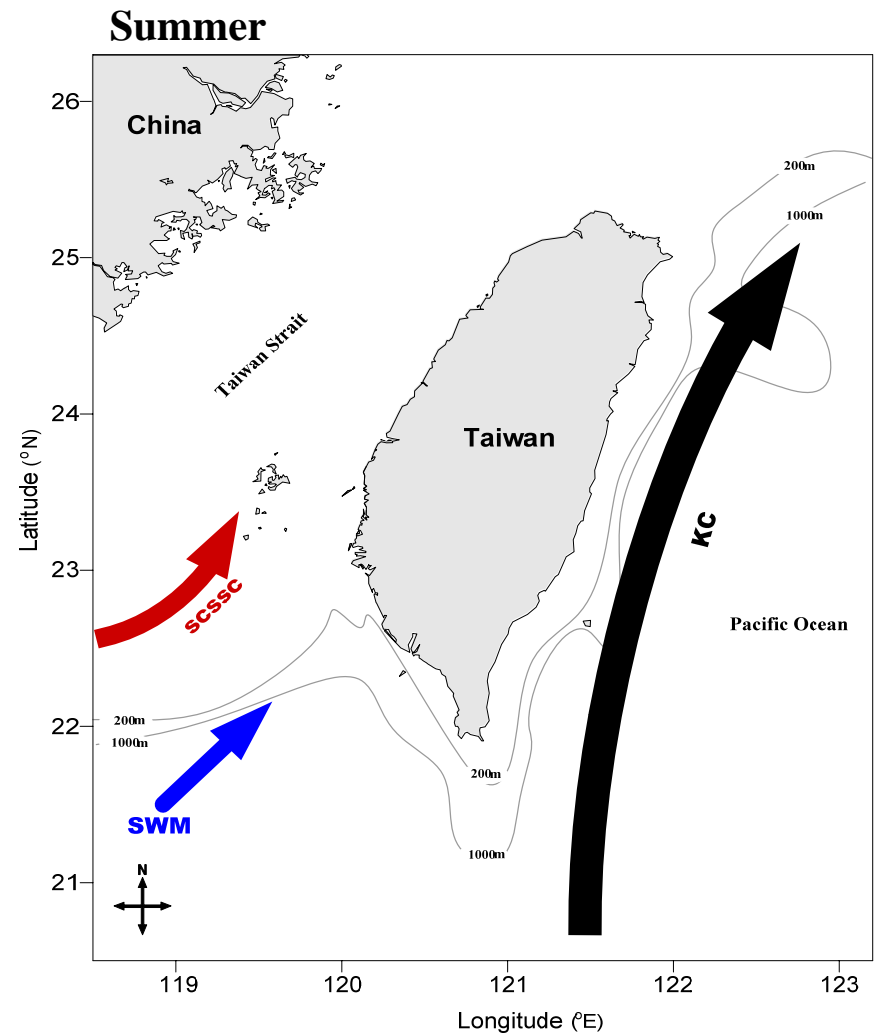 Summer
26
China
200m
1000m
25
Taiwan Strait
24
Taiwan
Latitude (°N)
KC
23
scssc
Pacific Ocean
200m
22
1000m
200m
SWM
1000m
N
21
119
120
121
122
123
Longitude (°E)